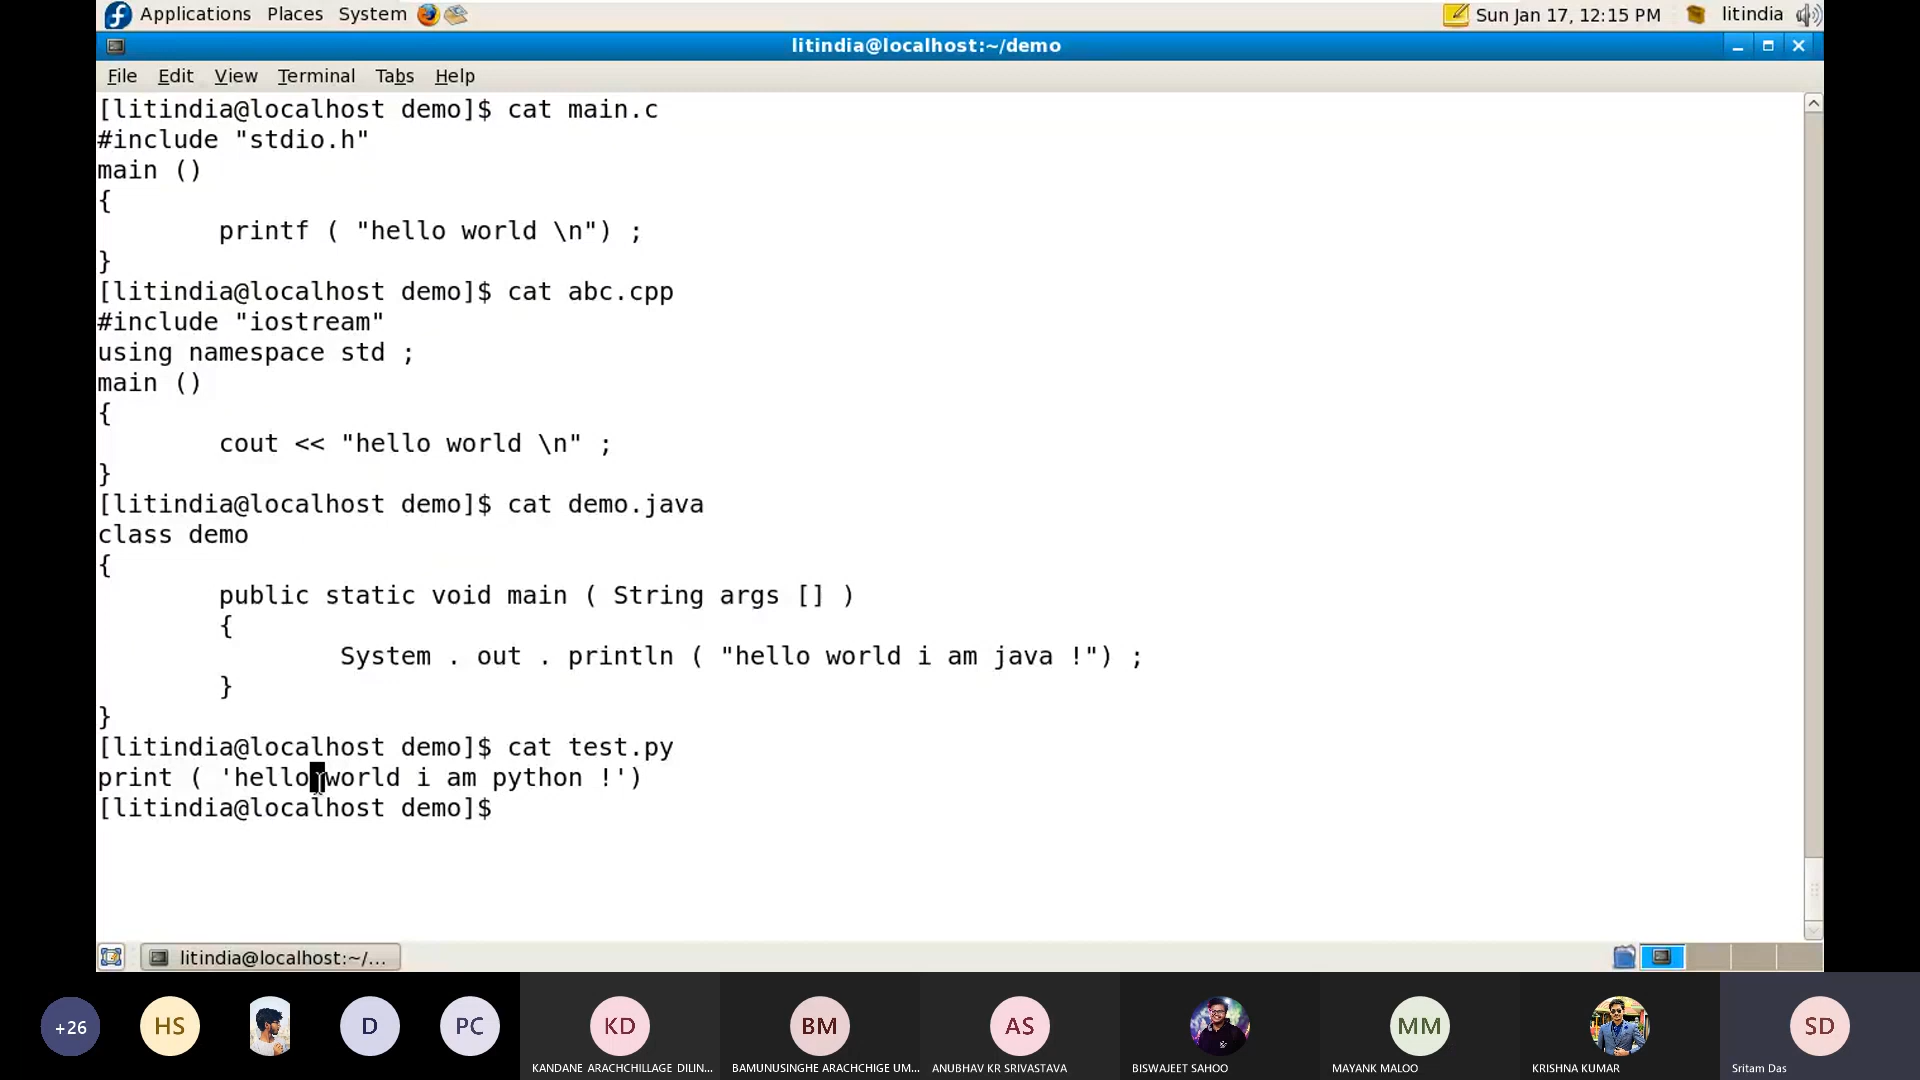 Applications Places System Sun Jan 17, 12:15 PM litindia
litindia@localhost:~/demo
File Edit View Terminal Tabs Help
[litindia@localhost demo]$ cat main.c
#include "stdio.h"
main ()
{
printf ( "hello world \n") ;
}
[litindia@localhost demo]$ cat abc.cpp
#include "iostream"
using namespace std ;
main ()
{
cout << "hello world \n" ;
}
[litindia@localhost demo]$ cat demo.java
class demo
{
public static void main ( String args [] )
{
System . out . println ( "hello world i am java !") ;
}
}
[litindia@localhost demo]$ cat test.py
print ( 'hello world i am python !')
[litindia@localhost demo]$
litindia@localhost:~/...
+26 HS D PC KD BM AS MM SD
KANDANE ARACHCHILLAGE DILIN... BAMUNUSINGHE ARACHCHIGE UM... ANUBHAV KR SRIVASTAVA BISWAJEET SAHOO MAYANK MALOO KRISHNA KUMAR Sritam Das